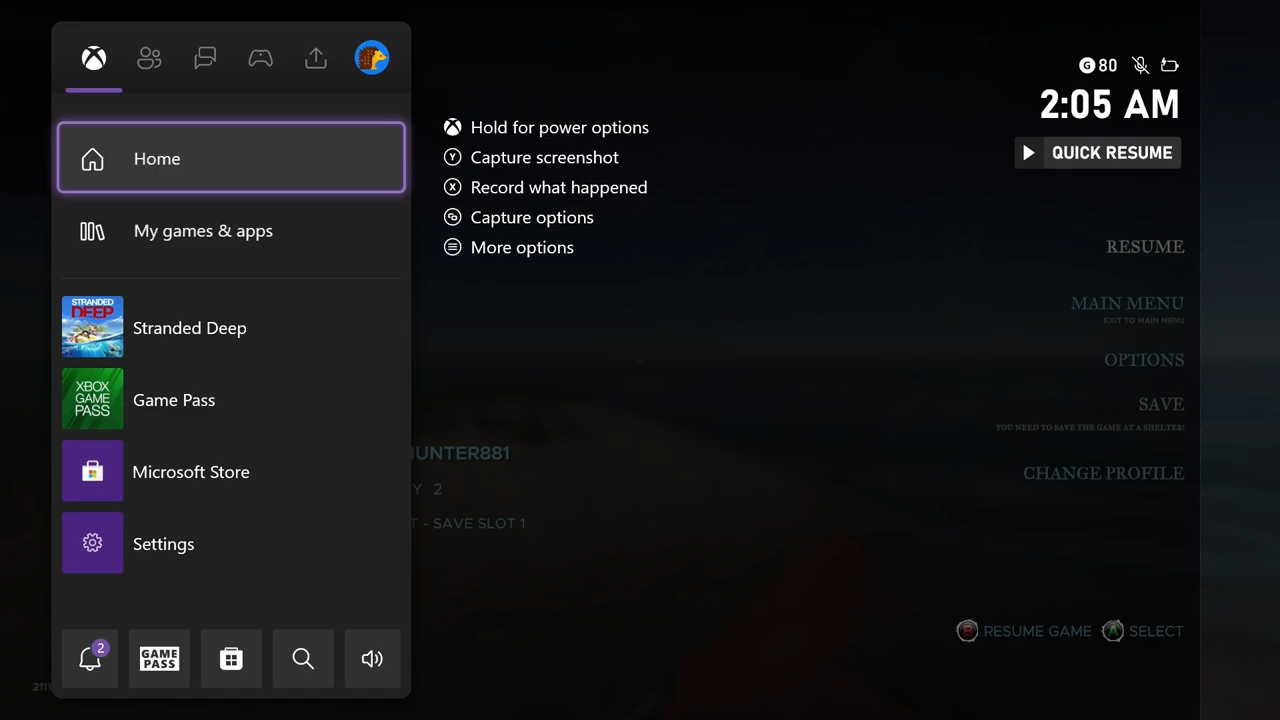 80
2:05 AM
QUICK RESUME
Home
My games & apps
STRANDED DEEP
Stranded Deep
XBOX GAME PASS
Game Pass
Microsoft Store
Settings
2
GAME PASS
Hold for power options
Y Capture screenshot
X Record what happened
Capture options
More options
RESUME
MAIN MENU
EXIT TO MAIN MENU
OPTIONS
SAVE
YOU NEED TO SAVE THE GAME AT A SHELTER!
CHANGE PROFILE
UNTER881
Y 2
T - SAVE SLOT 1
B RESUME GAME A SELECT
2111